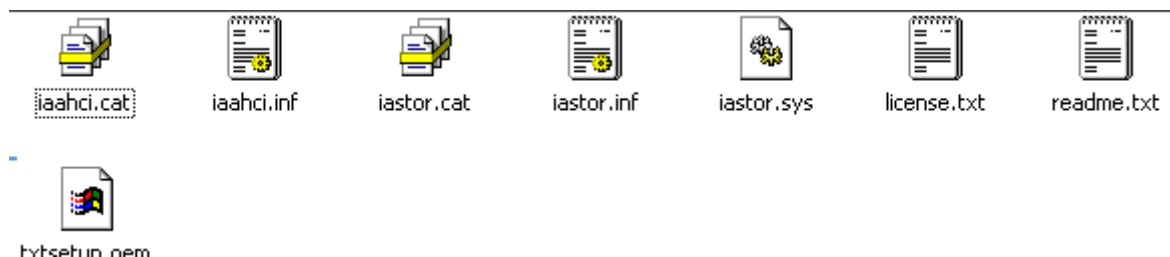 iaahci.cat
iaahci.inf
iastor.cat
iastor.inf
iastor.sys
license.txt
readme.txt
txtsetup.oem